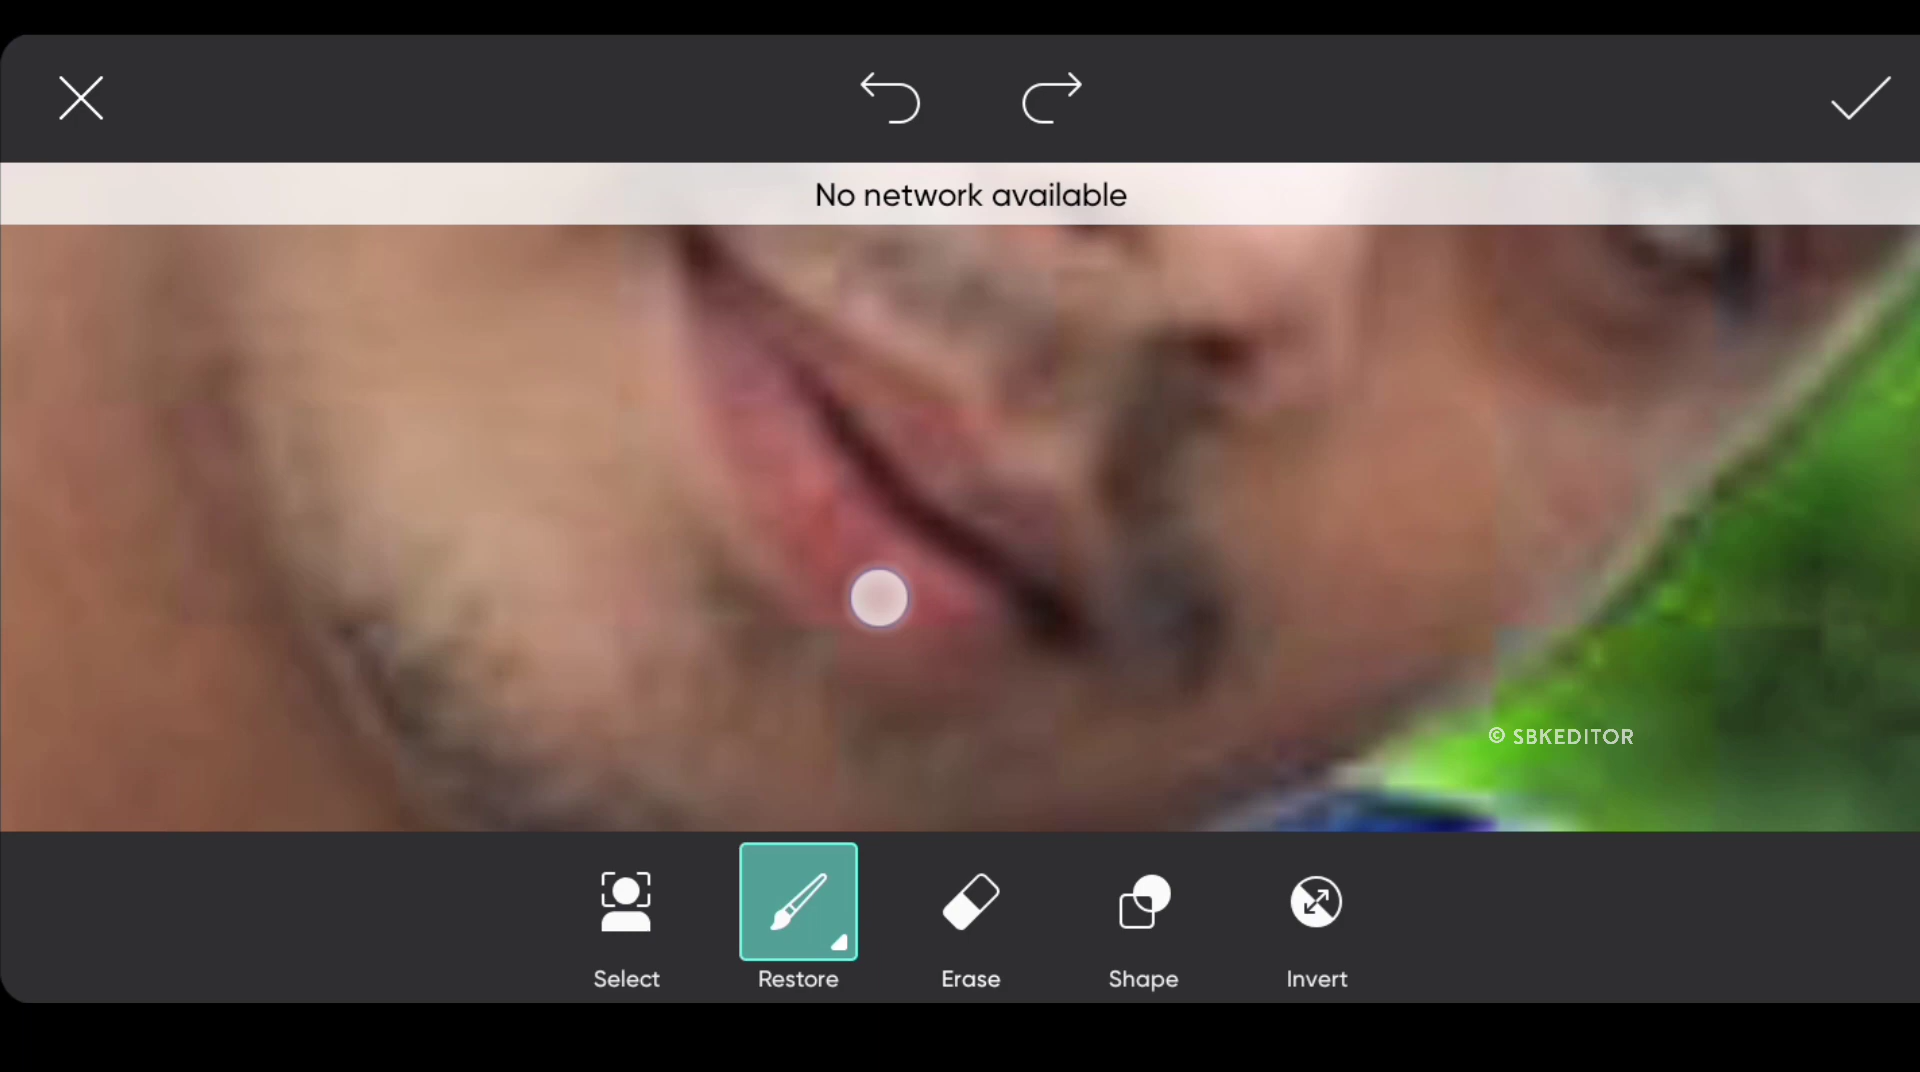 No network available
© SBKEDITOR
Select
Restore
Erase
Shape
Invert